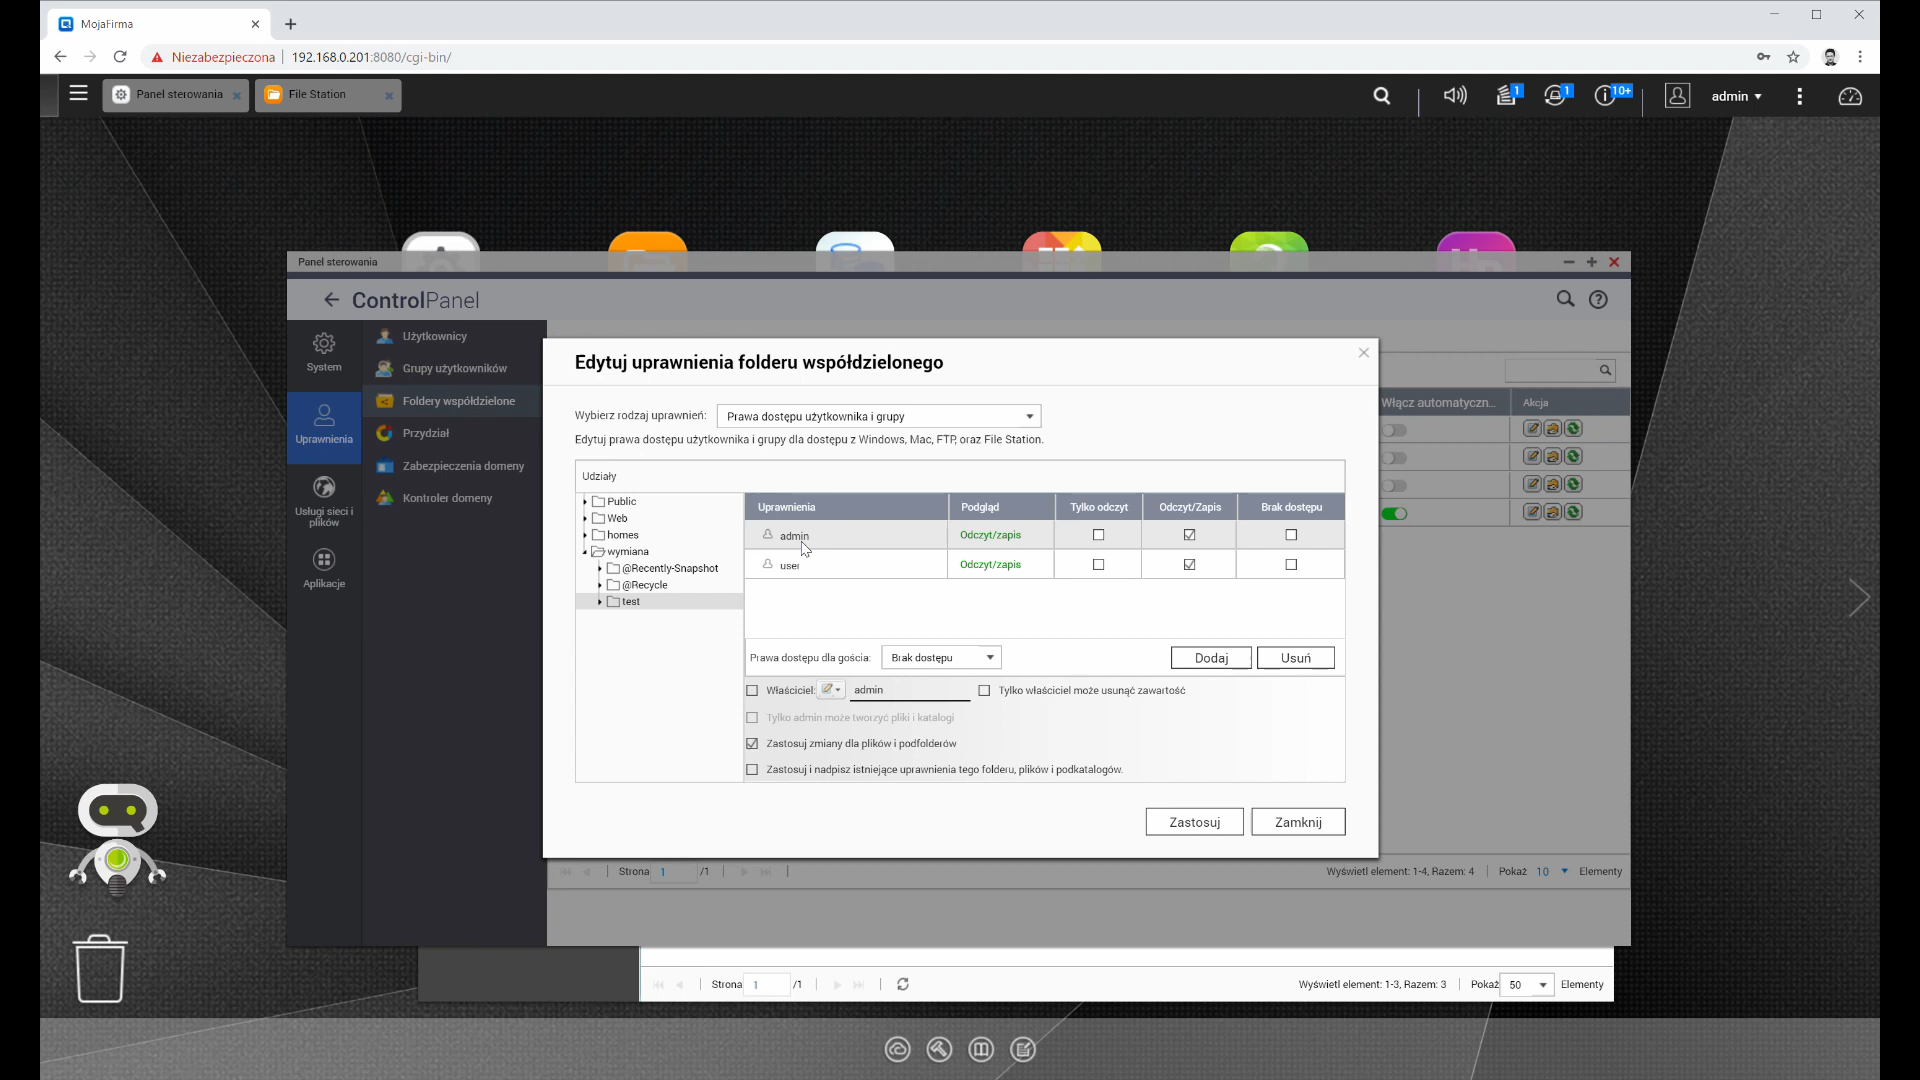 MojaFirma
Niezabezpieczona 192.168.0.201:8080/cgi-bin/
Panel sterowania
File Station
1
1
10+
admin
Panel sterowania
ControlPanel
System
Uprawnienia
Usługi sieci i
plików
Aplikacje
Użytkownicy
Grupy użytkowników
Foldery współdzielone
Przydział
Zabezpieczenia domeny
Kontroler domeny
Włącz automatyczn...
Akcja
Edytuj uprawnienia folderu współdzielonego
Wybierz rodzaj uprawnień: Prawa dostępu użytkownika i grupy
Edytuj prawa dostępu użytkownika i grupy dla dostępu z Windows, Mac, FTP, oraz File Station.
Udziały
Public
Web
homes
wymiana
@Recently-Snapshot
@Recycle
test
Uprawnienia Podgląd Tylko odczyt Odczyt/Zapis Brak dostępu
admin Odczyt/zapis
user Odczyt/zapis
Prawa dostępu dla gościa: Brak dostępu Dodaj Usuń
Właściciel: admin Tylko właściciel może usunąć zawartość
Tylko admin może tworzyć pliki i katalogi
Zastosuj zmiany dla plików i podfolderów
Zastosuj i nadpisz istniejące uprawnienia tego folderu, plików i podkatalogów.
Zastosuj Zamknij
Strona 1 /1 Wyświetl element: 1-4, Razem: 4 Pokaż 10 Elementy
Strona 1 /1 Wyświetl element: 1-3, Razem: 3 Pokaż 50 Elementy